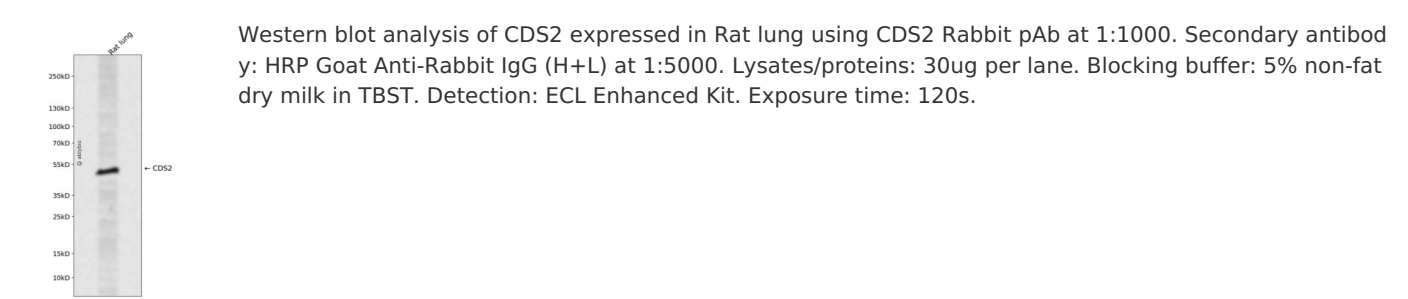 Rat lung
250kD
130kD
100kD
70kD
55kD
35kD
25kD
15kD
10kD
← CDS2
Western blot analysis of CDS2 expressed in Rat lung using CDS2 Rabbit pAb at 1:1000. Secondary antibod
y: HRP Goat Anti-Rabbit IgG (H+L) at 1:5000. Lysates/proteins: 30ug per lane. Blocking buffer: 5% non-fat
dry milk in TBST. Detection: ECL Enhanced Kit. Exposure time: 120s.